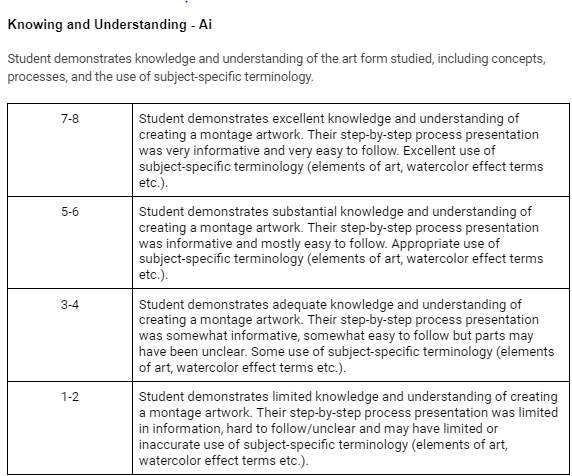 Knowing and Understanding - Ai
Student demonstrates knowledge and understanding of the art form studied, including concepts,
processes, and the use of subject-specific terminology.
7-8
Student demonstrates excellent knowledge and understanding of
creating a montage artwork. Their step-by-step process presentation
was very informative and very easy to follow. Excellent use of
subject-specific terminology (elements of art, watercolor effect terms
etc.).
5-6
Student demonstrates substantial knowledge and understanding of
creating a montage artwork. Their step-by-step process presentation
was informative and mostly easy to follow. Appropriate use of
subject-specific terminology (elements of art, watercolor effect terms
etc.).
3-4
Student demonstrates adequate knowledge and understanding of
creating a montage artwork. Their step-by-step process presentation
was somewhat informative, somewhat easy to follow but parts may
have been unclear. Some use of subject-specific terminology (elements
of art, watercolor effect terms etc.).
1-2
Student demonstrates limited knowledge and understanding of creating
a montage artwork. Their step-by-step process presentation was limited
in information, hard to follow/unclear and may have limited or
inaccurate use of subject-specific terminology (elements of art,
watercolor effect terms etc.).